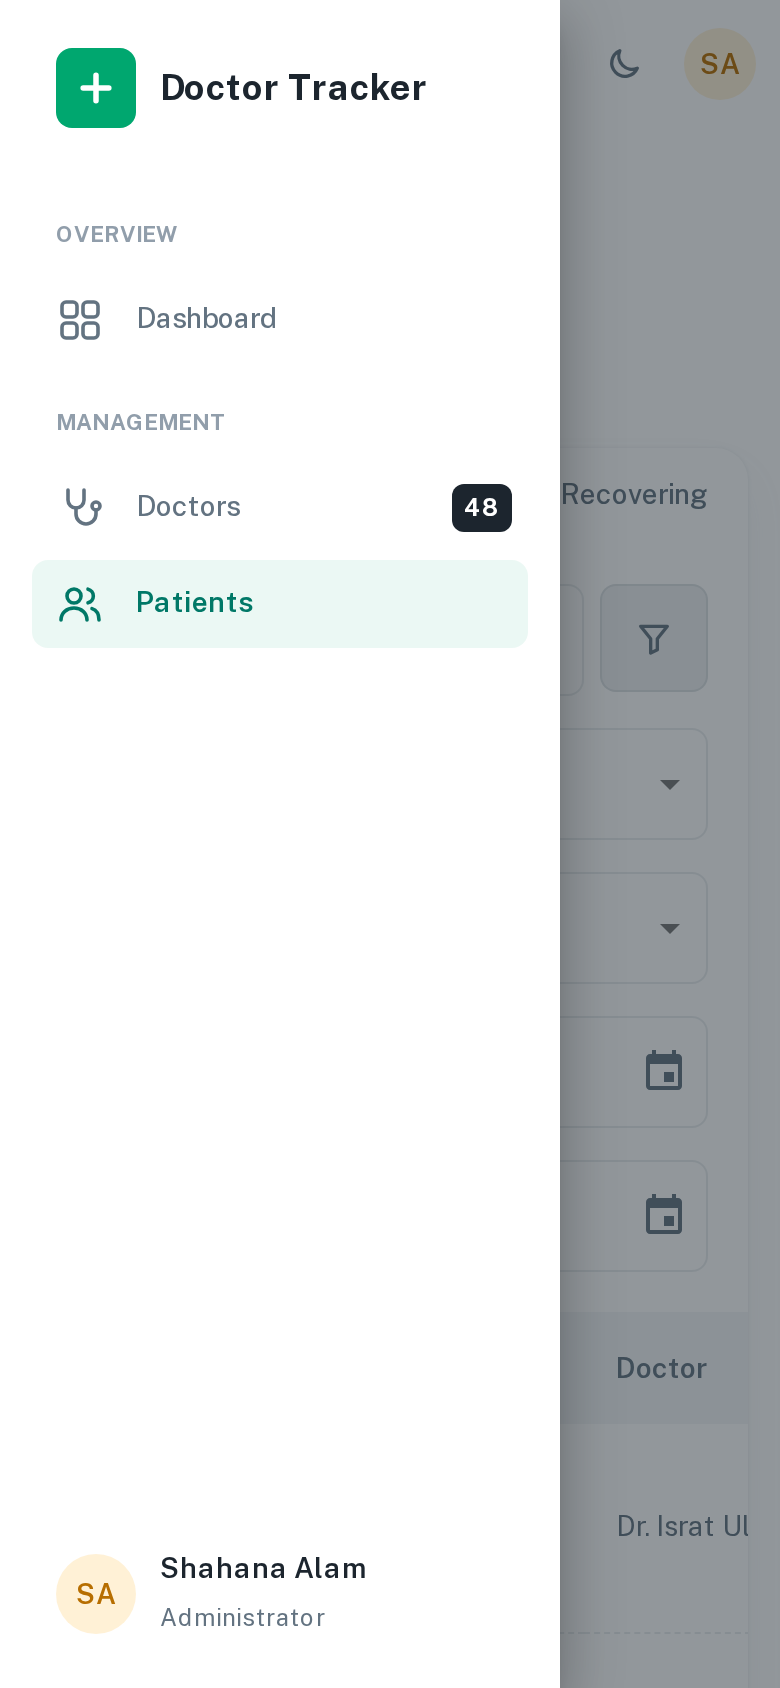 Doctor Tracker
SA
OVERVIEW
Dashboard
MANAGEMENT
Doctors
48
Recovering
Patients
Doctor
Dr. Israt Ul
SA
Shahana Alam
Administrator